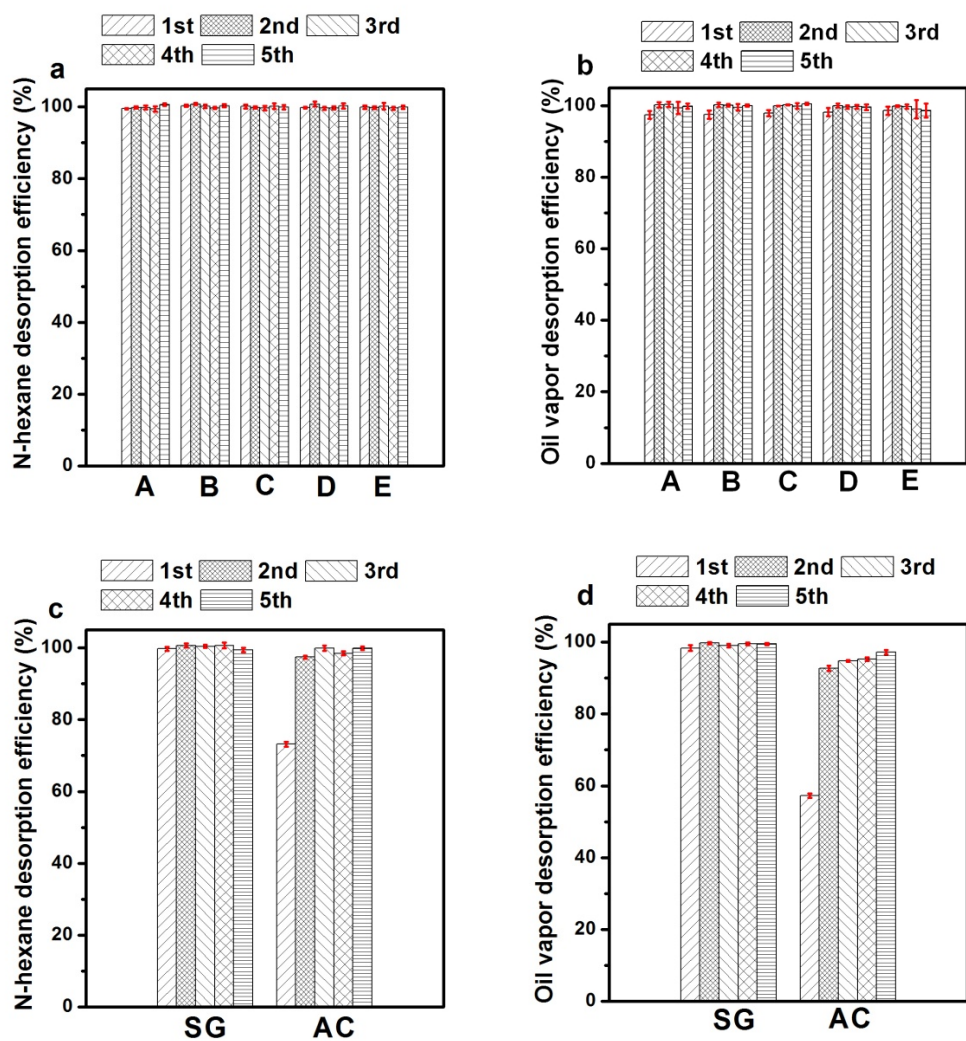 1st 2nd 3rd
4th 5th
a
N-hexane desorption efficiency (%)
100
80
60
40
20
0
A B C D E
1st 2nd 3rd
4th 5th
b
Oil vapor desorption efficiency (%)
100
80
60
40
20
0
A B C D E
1st 2nd 3rd
4th 5th
c
N-hexane desorption efficiency (%)
100
80
60
40
20
0
SG AC
1st 2nd 3rd
4th 5th
d
Oil vapor desorption efficiency (%)
100
80
60
40
20
0
SG AC